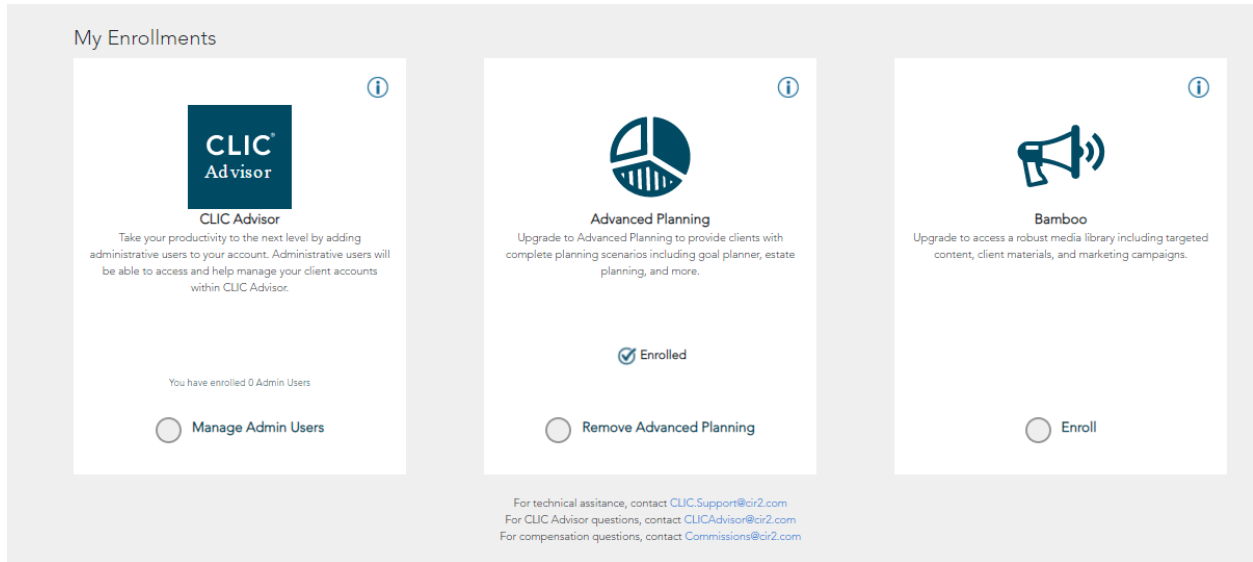 My Enrollments
CLIC®
Advisor
CLIC Advisor
Take your productivity to the next level by adding
administrative users to your account. Administrative users will
be able to access and help manage your client accounts
within CLIC Advisor.
You have enrolled 0 Admin Users
Manage Admin Users
Advanced Planning
Upgrade to Advanced Planning to provide clients with
complete planning scenarios including goal planner, estate
planning, and more.
Enrolled
Remove Advanced Planning
Bamboo
Upgrade to access a robust media library including targeted
content, client materials, and marketing campaigns.
Enroll
For technical assitance, contact CLIC.Support@cir2.com
For CLIC Advisor questions, contact CLICAdvisor@cir2.com
For compensation questions, contact Commissions@cir2.com